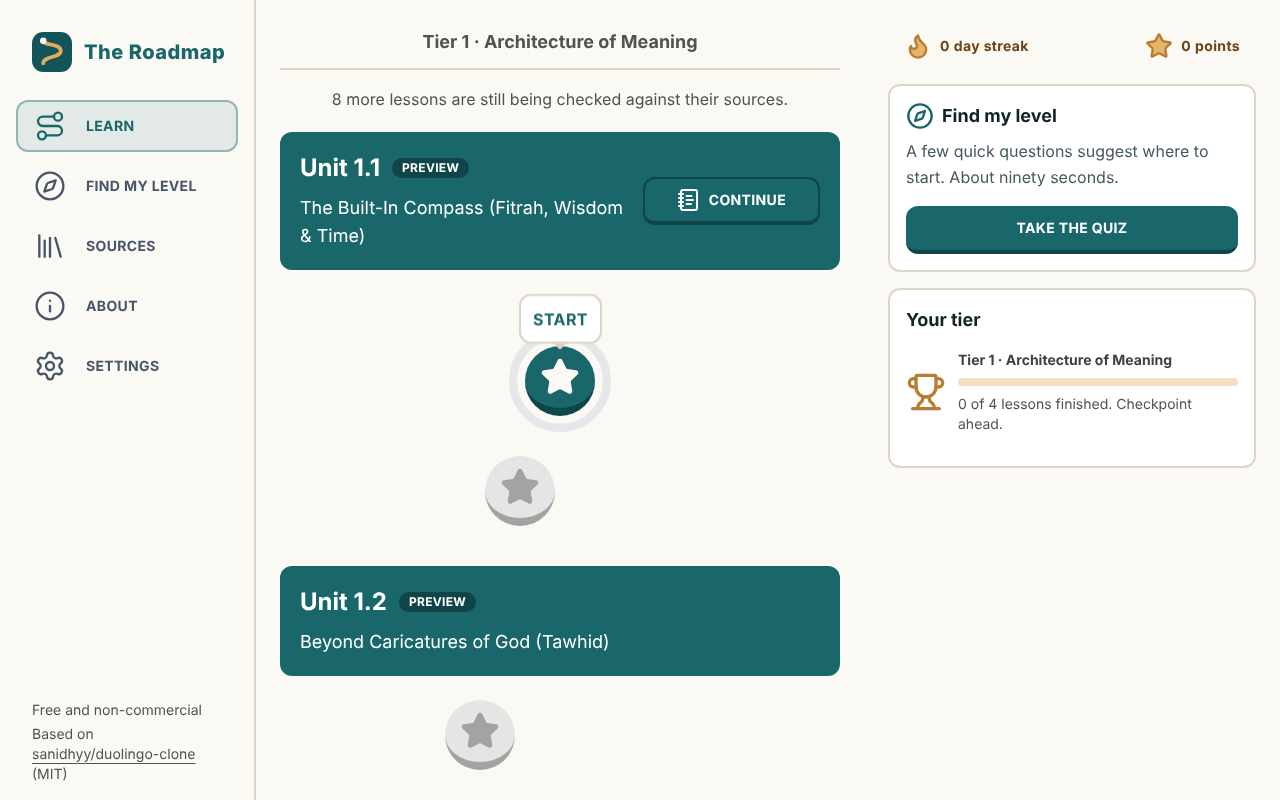 The Roadmap
LEARN
FIND MY LEVEL
SOURCES
ABOUT
SETTINGS
Free and non-commercial
Based on
sanidhyy/duolingo-clone
(MIT)
Tier 1 · Architecture of Meaning
8 more lessons are still being checked against their sources.
Unit 1.1 PREVIEW
The Built-In Compass (Fitrah, Wisdom
& Time)
CONTINUE
START
Unit 1.2 PREVIEW
Beyond Caricatures of God (Tawhid)
0 day streak
0 points
Find my level
A few quick questions suggest where to
start. About ninety seconds.
TAKE THE QUIZ
Your tier
Tier 1 · Architecture of Meaning
0 of 4 lessons finished. Checkpoint
ahead.